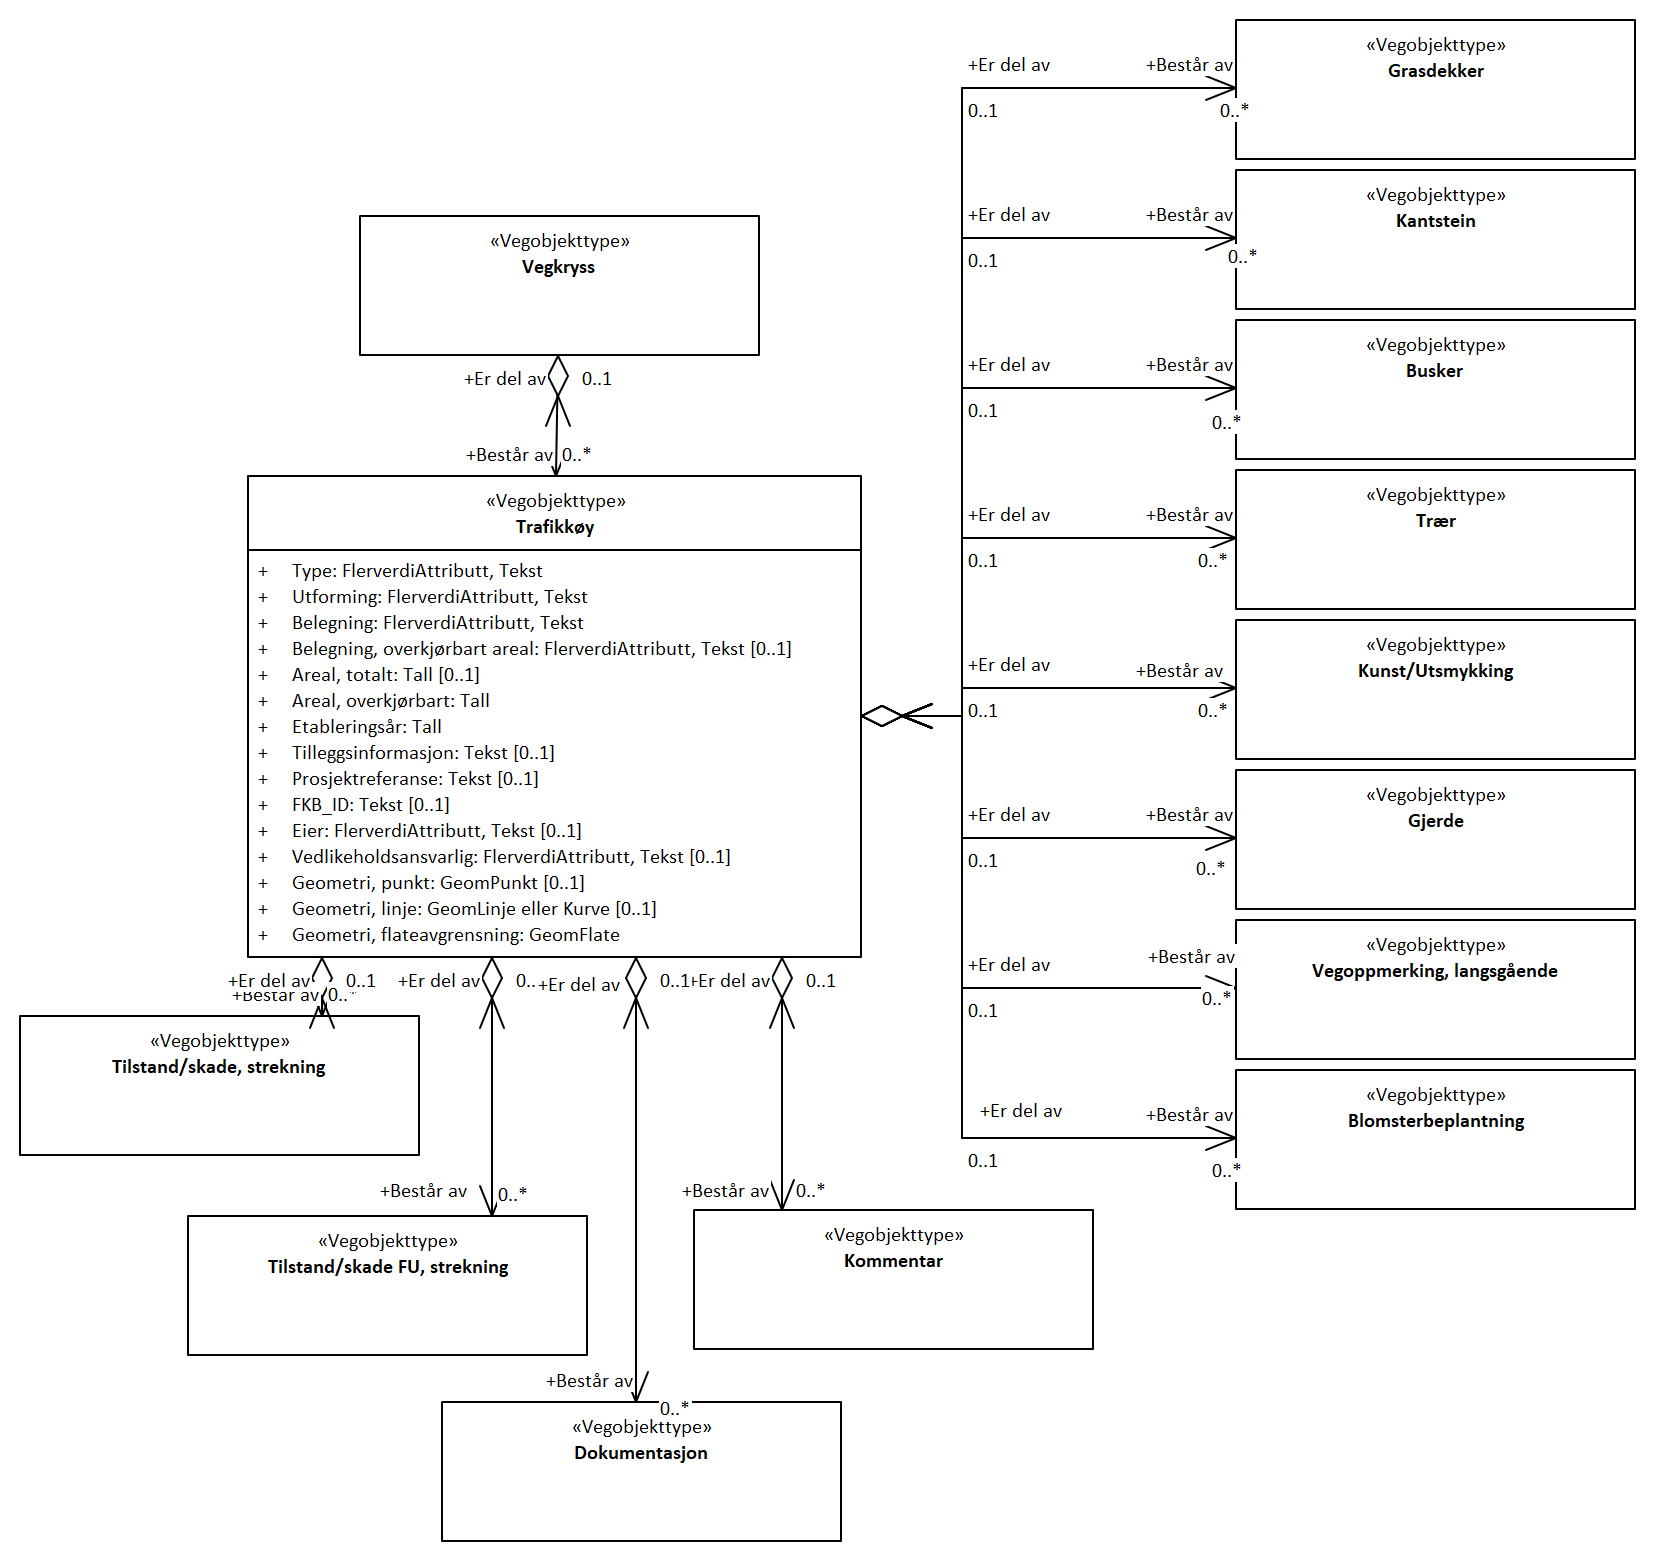 «Vegobjekttype»
Grasdekker
+Er del av
+Består av
0..1
0..*
«Vegobjekttype»
Kantstein
+Er del av
+Består av
0..1
0..*
«Vegobjekttype»
Vegkryss
+Er del av
0..1
+Består av
0..*
«Vegobjekttype»
Busker
+Er del av
+Består av
0..1
0..*
«Vegobjekttype»
Trær
+Er del av
+Består av
0..1
0..*
«Vegobjekttype»
Trafikkøy
+ Type: FlerverdiAttributt, Tekst
+ Utforming: FlerverdiAttributt, Tekst
+ Belegning: FlerverdiAttributt, Tekst
+ Belegning, overkjørbart areal: FlerverdiAttributt, Tekst [0..1]
+ Areal, totalt: Tall [0..1]
+ Areal, overkjørbart: Tall
+ Etableringsår: Tall
+ Tilleggsinformasjon: Tekst [0..1]
+ Prosjektreferanse: Tekst [0..1]
+ FKB_ID: Tekst [0..1]
+ Eier: FlerverdiAttributt, Tekst [0..1]
+ Vedlikeholdsansvarlig: FlerverdiAttributt, Tekst [0..1]
+ Geometri, punkt: GeomPunkt [0..1]
+ Geometri, linje: GeomLinje eller Kurve [0..1]
+ Geometri, flateavgrensning: GeomFlate
«Vegobjekttype»
Kunst/Utsmykking
+Er del av
+Består av
0..1
0..*
«Vegobjekttype»
Gjerde
+Er del av
+Består av
0..1
0..*
«Vegobjekttype»
Vegoppmerking, langsgående
+Er del av
+Består av
0..1
0..*
«Vegobjekttype»
Blomsterbeplantning
+Er del av
+Består av
0..1
0..*
+Er del av
0..1
+Består av
0..*
«Vegobjekttype»
Tilstand/skade, strekning
+Er del av
0..
+Består av
0..*
«Vegobjekttype»
Tilstand/skade FU, strekning
+Er del av
0..1
+Består av
0..*
«Vegobjekttype»
Dokumentasjon
+Er del av
0..1
+Består av
0..*
«Vegobjekttype»
Kommentar